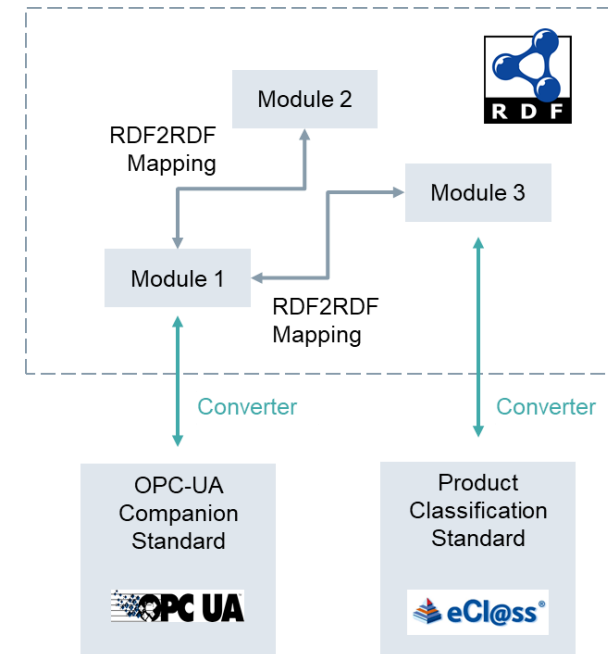 RDF
Module 2
RDF2RDF
Mapping
Module 3
Module 1
RDF2RDF
Mapping
Converter
Converter
OPC-UA
Companion
Standard
OPC UA
Product
Classification
Standard
eCl@ss®